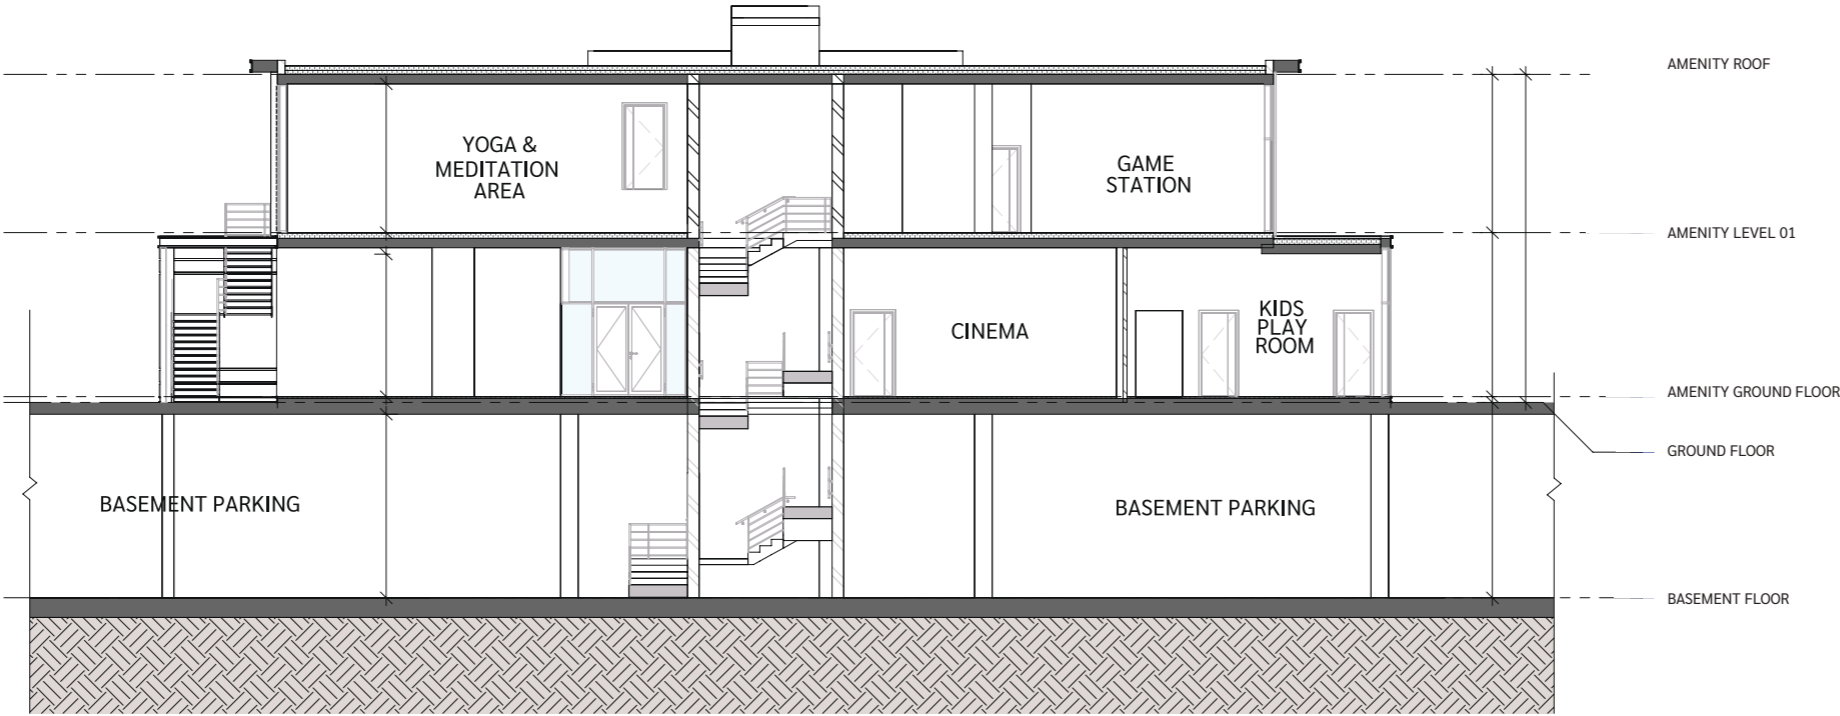 AMENITY ROOF
YOGA &
MEDITATION
AREA
GAME
STATION
AMENITY LEVEL 01
CINEMA
KIDS
PLAY
ROOM
AMENITY GROUND FLOOR
GROUND FLOOR
BASEMENT PARKING
BASEMENT PARKING
BASEMENT FLOOR